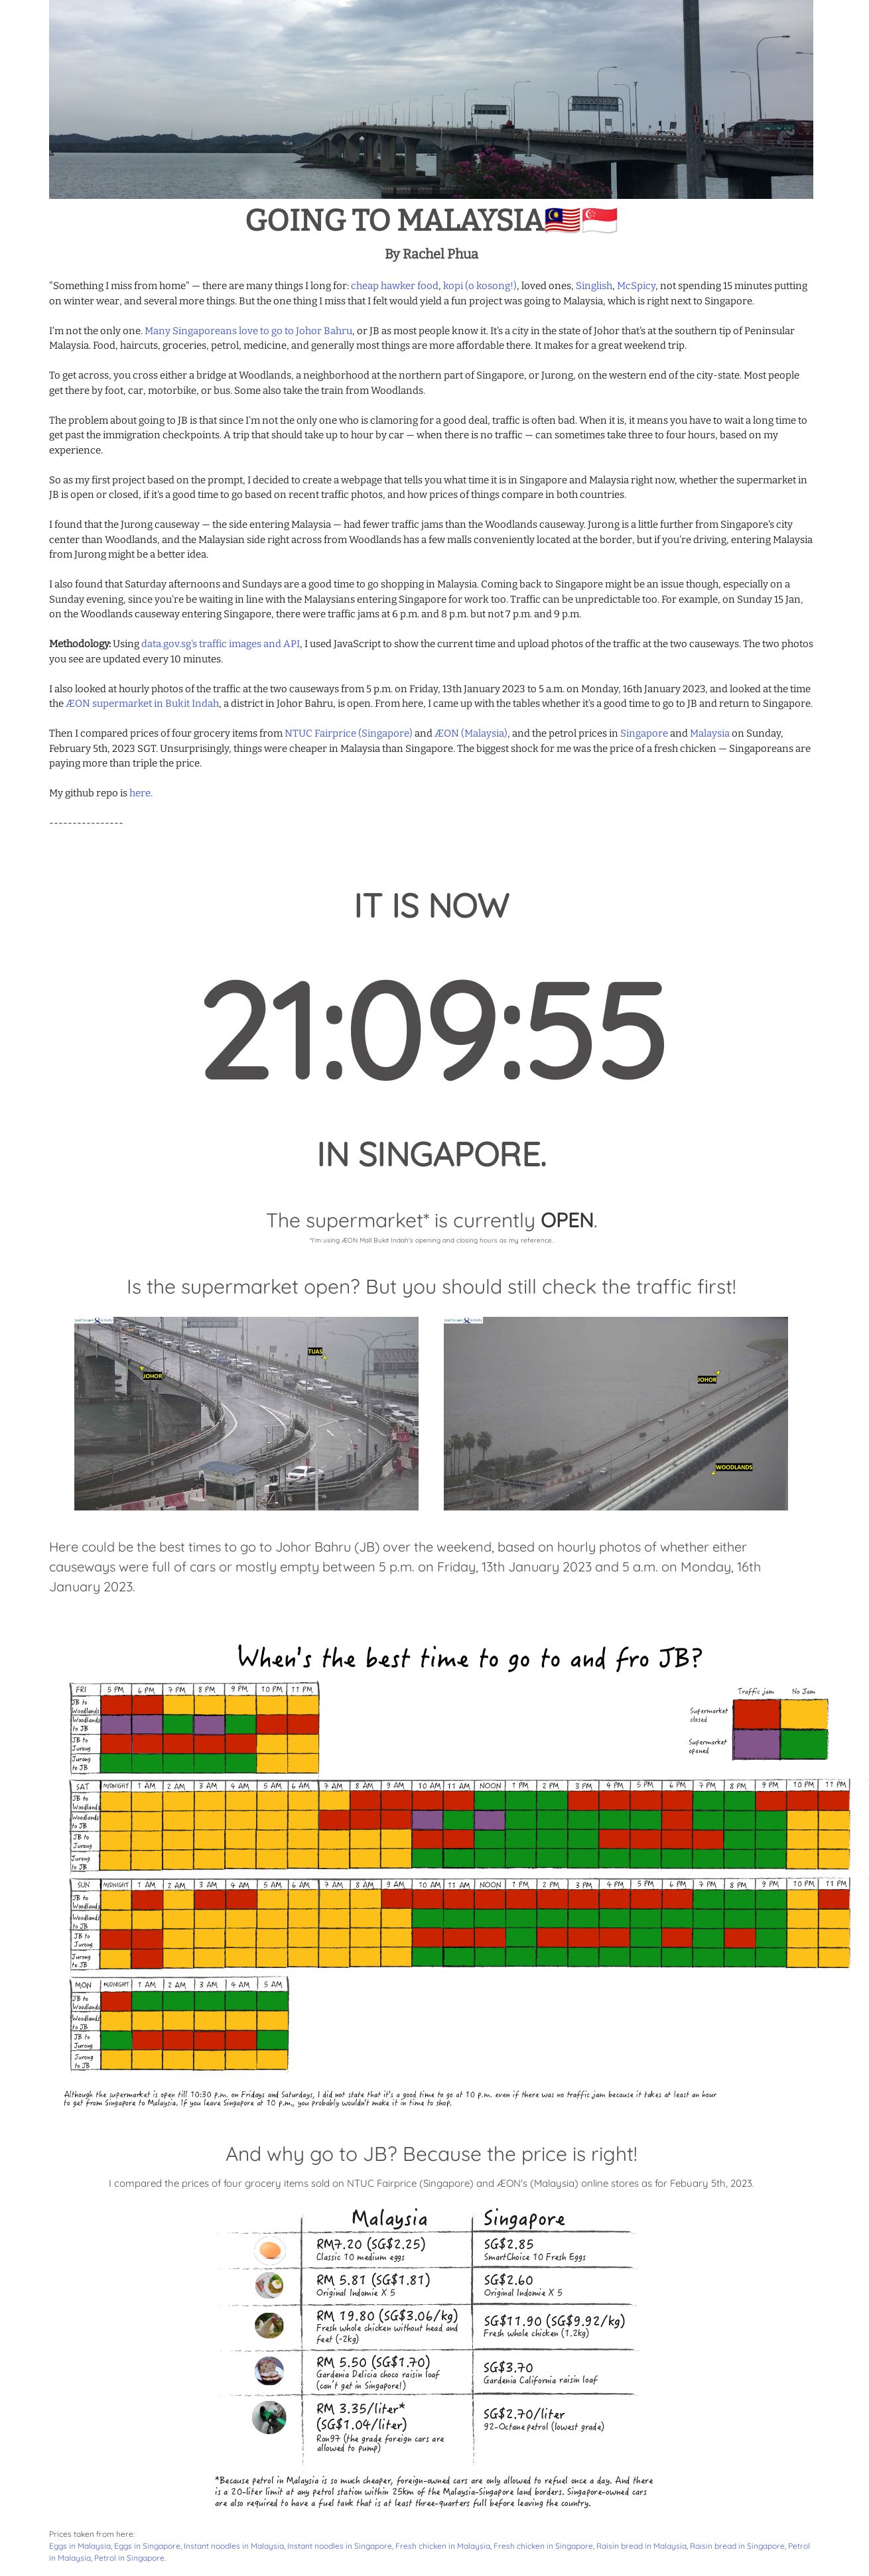 GOING TO MALAYSIA🇲🇾🇸🇬
By Rachel Phua
"Something I miss from home" — there are many things I long for: cheap hawker food, kopi (o kosong!), loved ones, Singlish, McSpicy, not spending 15 minutes putting
on winter wear, and several more things. But the one thing I miss that I felt would yield a fun project was going to Malaysia, which is right next to Singapore.
I'm not the only one. Many Singaporeans love to go to Johor Bahru, or JB as most people know it. It's a city in the state of Johor that's at the southern tip of Peninsular
Malaysia. Food, haircuts, groceries, petrol, medicine, and generally most things are more affordable there. It makes for a great weekend trip.
To get across, you cross either a bridge at Woodlands, a neighborhood at the northern part of Singapore, or Jurong, on the western end of the city-state. Most people
get there by foot, car, motorbike, or bus. Some also take the train from Woodlands.
The problem about going to JB is that since I'm not the only one who is clamoring for a good deal, traffic is often bad. When it is, it means you have to wait a long time to
get past the immigration checkpoints. A trip that should take up to hour by car — when there is no traffic — can sometimes take three to four hours, based on my
experience.
So as my first project based on the prompt, I decided to create a webpage that tells you what time it is in Singapore and Malaysia right now, whether the supermarket in
JB is open or closed, if it's a good time to go based on recent traffic photos, and how prices of things compare in both countries.
I found that the Jurong causeway — the side entering Malaysia — had fewer traffic jams than the Woodlands causeway. Jurong is a little further from Singapore's city
center than Woodlands, and the Malaysian side right across from Woodlands has a few malls conveniently located at the border, but if you're driving, entering Malaysia
from Jurong might be a better idea.
I also found that Saturday afternoons and Sundays are a good time to go shopping in Malaysia. Coming back to Singapore might be an issue though, especially on a
Sunday evening, since you're be waiting in line with the Malaysians entering Singapore for work too. Traffic can be unpredictable too. For example, on Sunday 15 Jan,
on the Woodlands causeway entering Singapore, there were traffic jams at 6 p.m. and 8 p.m. but not 7 p.m. and 9 p.m.
Methodology: Using data.gov.sg's traffic images and API, I used JavaScript to show the current time and upload photos of the traffic at the two causeways. The two photos
you see are updated every 10 minutes.
I also looked at hourly photos of the traffic at the two causeways from 5 p.m. on Friday, 13th January 2023 to 5 a.m. on Monday, 16th January 2023, and looked at the time
the ÆON supermarket in Bukit Indah, a district in Johor Bahru, is open. From here, I came up with the tables whether it's a good time to go to JB and return to Singapore.
Then I compared prices of four grocery items from NTUC Fairprice (Singapore) and ÆON (Malaysia), and the petrol prices in Singapore and Malaysia on Sunday,
February 5th, 2023 SGT. Unsurprisingly, things were cheaper in Malaysia than Singapore. The biggest shock for me was the price of a fresh chicken — Singaporeans are
paying more than triple the price.
My github repo is here.
----------------
IT IS NOW
21:09:55
IN SINGAPORE.
The supermarket* is currently OPEN.
*I'm using ÆON Mall Bukit Indah's opening and closing hours as my reference.
Is the supermarket open? But you should still check the traffic first!
TUAS
JOHOR
JOHOR
WOODLANDS
Here could be the best times to go to Johor Bahru (JB) over the weekend, based on hourly photos of whether either
causeways were full of cars or mostly empty between 5 p.m. on Friday, 13th January 2023 and 5 a.m. on Monday, 16th
January 2023.
When's the best time to go to and fro JB?
Traffic jam No Jam
Supermarket
closed
Supermarket
opened
FRI 5 PM 6 PM 7 PM 8 PM 9 PM 10 PM 11 PM
JB to
Woodlands
Woodlands
to JB
JB to
Jurong
Jurong
to JB
SAT MIDNIGHT 1 AM 2 AM 3 AM 4 AM 5 AM 6 AM 7 AM 8 AM 9 AM 10 AM 11 AM NOON 1 PM 2 PM 3 PM 4 PM 5 PM 6 PM 7 PM 8 PM 9 PM 10 PM 11 PM
JB to
Woodlands
Woodlands
to JB
JB to
Jurong
Jurong
to JB
SUN MIDNIGHT 1 AM 2 AM 3 AM 4 AM 5 AM 6 AM 7 AM 8 AM 9 AM 10 AM 11 AM NOON 1 PM 2 PM 3 PM 4 PM 5 PM 6 PM 7 PM 8 PM 9 PM 10 PM 11 PM
JB to
Woodlands
Woodlands
to JB
JB to
Jurong
Jurong
to JB
MON MIDNIGHT 1 AM 2 AM 3 AM 4 AM 5 AM
JB to
Woodlands
Woodlands
to JB
JB to
Jurong
Jurong
to JB
Although the supermarket is open till 10:30 p.m. on Fridays and Saturdays, I did not state that it's a good time to go at 10 p.m. even if there was no traffic jam because it takes at least an hour
to get from Singapore to Malaysia. If you leave Singapore at 10 p.m., you probably wouldn't make it in time to shop.
And why go to JB? Because the price is right!
I compared the prices of four grocery items sold on NTUC Fairprice (Singapore) and ÆON's (Malaysia) online stores as for Febuary 5th, 2023.
Malaysia Singapore
RM7.20 (SG$2.25)
Classic 10 medium eggs
SG$2.85
SmartChoice 10 Fresh Eggs
RM 5.81 (SG$1.81)
Original Indomie X 5
SG$2.60
Original Indomie X 5
RM 19.80 (SG$3.06/kg)
Fresh whole chicken without head and
feet (~2kg)
SG$11.90 (SG$9.92/kg)
Fresh whole chicken (1.2kg)
RM 5.50 (SG$1.70)
Gardenia Delicia choco raisin loaf
(can't get in Singapore!)
SG$3.70
Gardenia California raisin loaf
RM 3.35/liter*
(SG$1.04/liter)
Ron97 (the grade foreign cars are
allowed to pump)
SG$2.70/liter
92-Octane petrol (lowest grade)
*Because petrol in Malaysia is so much cheaper, foreign-owned cars are only allowed to refuel once a day. And there
is a 20-liter limit at any petrol station within 25km of the Malaysia-Singapore land borders. Singapore-owned cars
are also required to have a fuel tank that is at least three-quarters full before leaving the country.
Prices taken from here:
Eggs in Malaysia, Eggs in Singapore, Instant noodles in Malaysia, Instant noodles in Singapore, Fresh chicken in Malaysia, Fresh chicken in Singapore, Raisin bread in Malaysia, Raisin bread in Singapore, Petrol
in Malaysia, Petrol in Singapore.